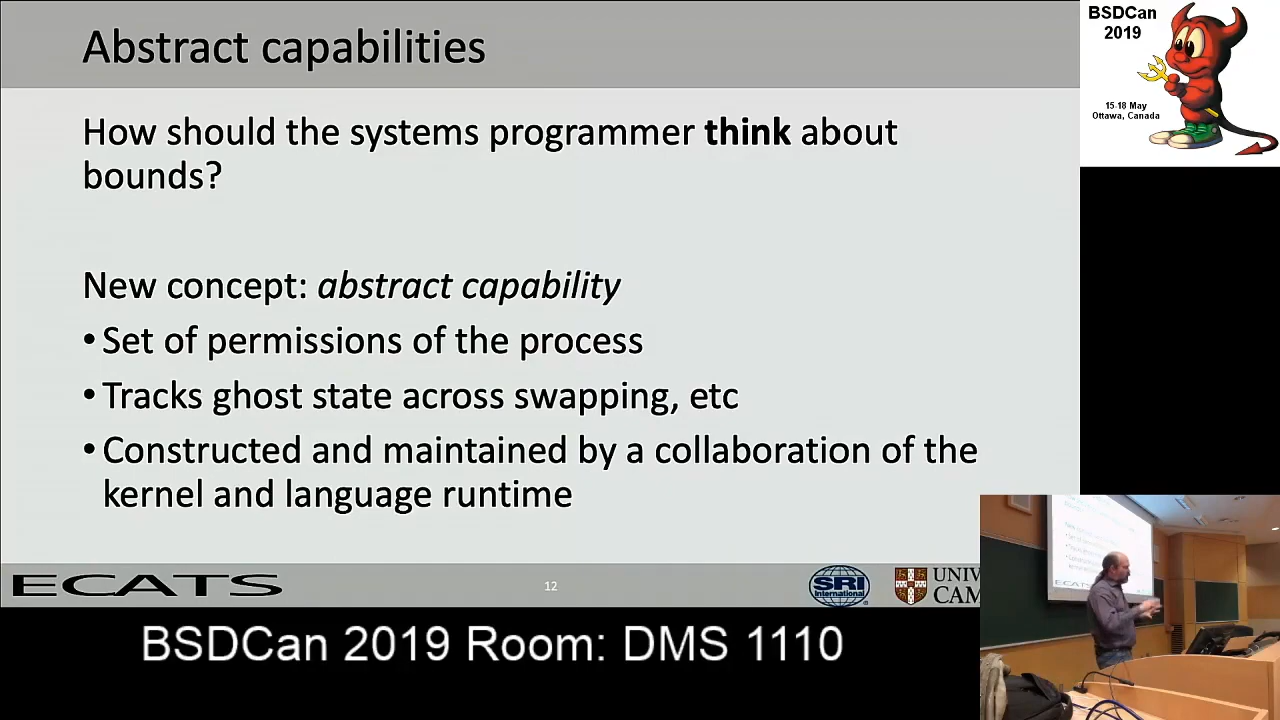 Abstract capabilities
How should the systems programmer think about
bounds?
New concept: abstract capability
• Set of permissions of the process
• Tracks ghost state across swapping, etc
• Constructed and maintained by a collaboration of the
kernel and language runtime
ECATS
12
SRI
International
UNIV
CAM
BSDCan 2019 Room: DMS 1110
BSDCan
2019
15-18 May
Ottawa, Canada